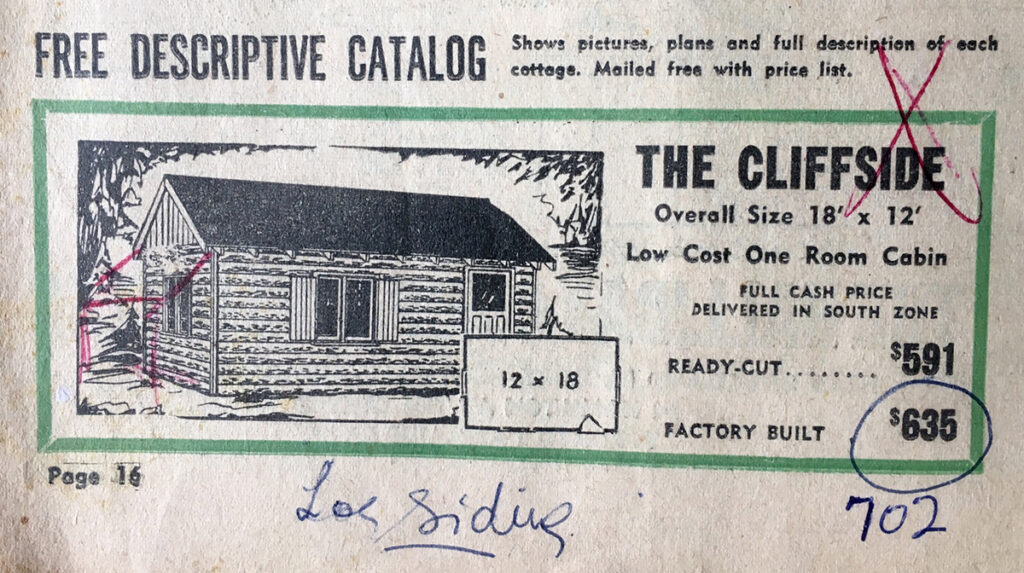 FREE DESCRIPTIVE CATALOG
Shows pictures, plans and full description of each
cottage. Mailed free with price list.
THE CLIFFSIDE
Overall Size 18' x 12'
Low Cost One Room Cabin
FULL CASH PRICE
DELIVERED IN SOUTH ZONE
READY-CUT........ $591
12 x 18
FACTORY BUILT $635
Page 16
Log Siding
702